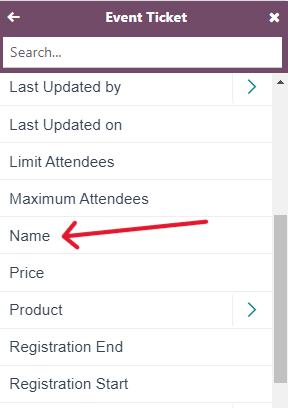 Event Ticket
Search...
Last Updated by
Last Updated on
Limit Attendees
Maximum Attendees
Name
Price
Product
Registration End
Registration Start